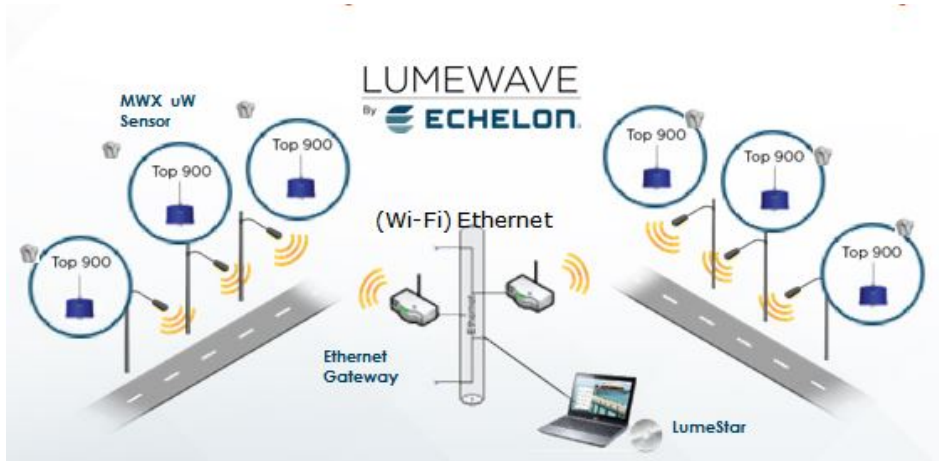 LUMEWAVE
By ECHELON.
MWX uW
Sensor
Top 900
Top 900
Top 900
Top 900
Top 900
Top 900
(Wi-Fi) Ethernet
Ethernet
Ethernet
Gateway
LumeStar